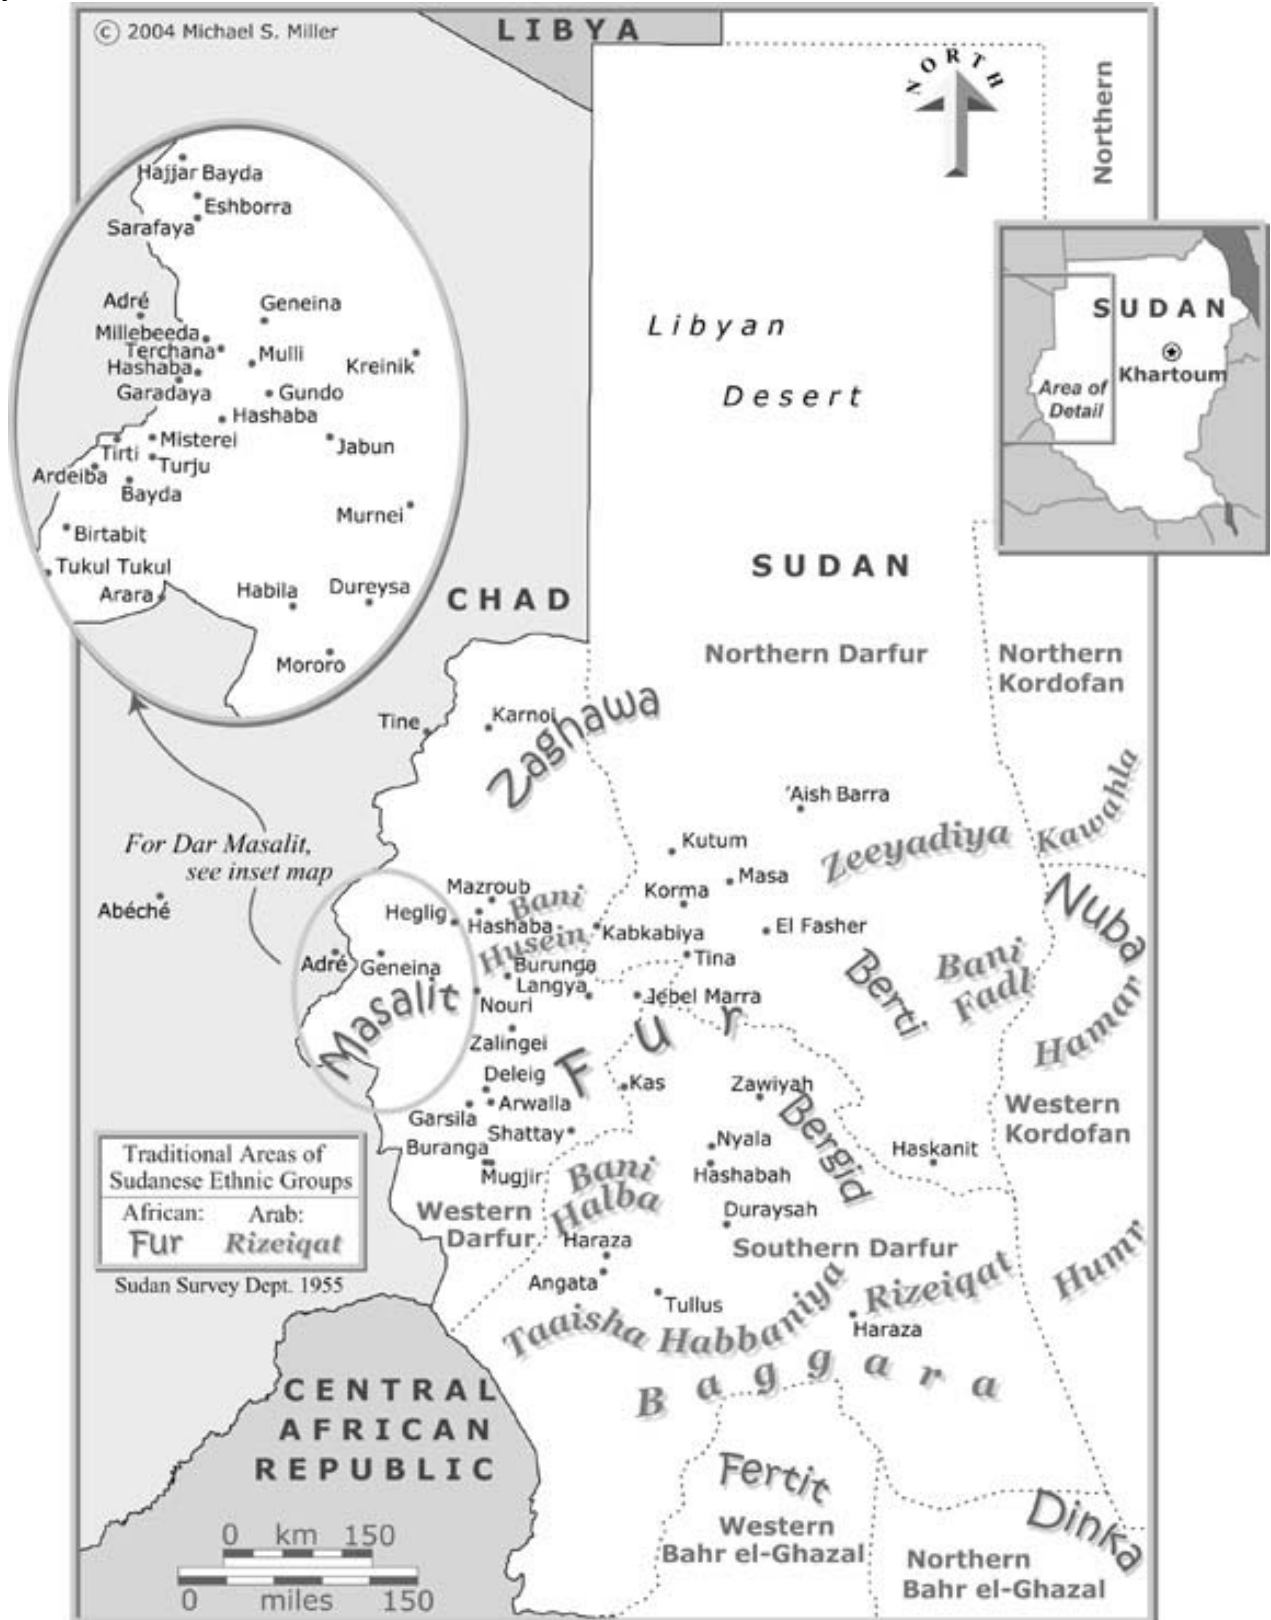 © 2004 Michael S. Miller
LIBYA
NORTH
Northern
Hajjar Bayda
Eshborra
Sarafaya
Adré
Geneina
Millebeeda
Terchana
Mulli
Hashaba
Kreinik
Garadaya
Gundo
Hashaba
Misterei
Jabun
Tirti
Turju
Ardeiba
Bayda
Murnei
Birtabit
Tukul Tukul
Arara
Habila
Dureysa
Mororo
SUDAN
Khartoum
Area of
Detail
Libyan
Desert
SUDAN
CHAD
Northern Darfur
Northern
Kordofan
Tine
Karnoi
Zaghawa
'Aish Barra
Kawahla
Kutum
Zeeyadiya
For Dar Masalit,
see inset map
Masa
Mazroub
Korma
Bani
Husein
Nuba
Abéché
Heglig
Hashaba
Kabkabiya
El Fasher
Adré
Geneina
Burunga
Tina
Bani
Fadl
Langya
Berti
Masalit
Nouri
Jebel Marra
Hamar
Zalingei
Fur
Deleig
Kas
Zawiyah
Arwalla
Bergid
Western
Kordofan
Garsila
Shattay
Buranga
Nyala
Haskanit
Mugjir
Bani
Halba
Hashabah
Traditional Areas of
Sudanese Ethnic Groups
African: Arab:
Fur Rizeiqat
Sudan Survey Dept. 1955
Western
Darfur
Duraysah
Haraza
Southern Darfur
Humr
Angata
Rizeiqat
Tullus
Taaisha Habbaniya
Haraza
Baggara
CENTRAL
AFRICAN
REPUBLIC
Fertit
Dinka
Western
Bahr el-Ghazal
Northern
Bahr el-Ghazal
0 km 150
0 miles 150